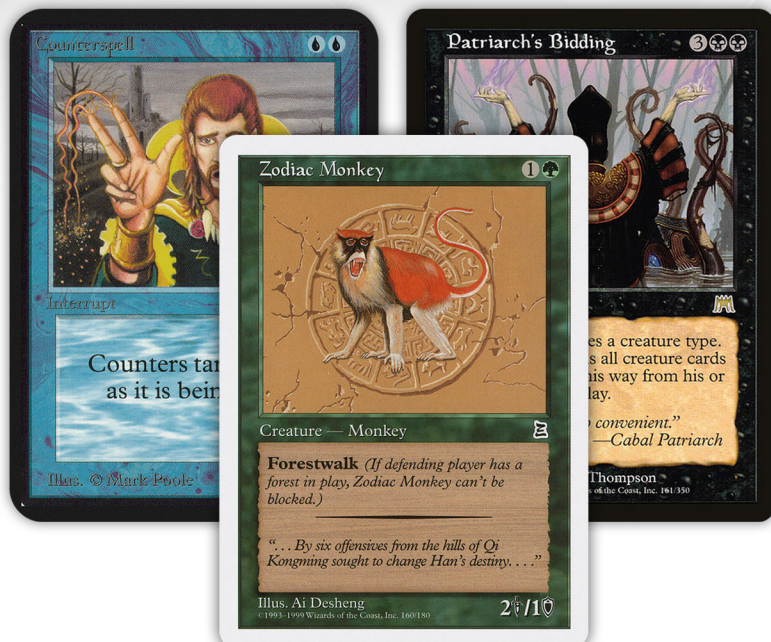 Counterspell
Interrupt
Counters
as it is
Illus. © Mark Poole
Patriarch's Bidding
3
es a creature type.
s all creature cards
his way from his or
lay.
convenient.”
—Cabal Patriarch
Thompson
s of the Coast, Inc. 161/350
Zodiac Monkey
1
Creature — Monkey
Forestwalk (If defending player has a
forest in play, Zodiac Monkey can't be
blocked.)
“. . . By six offensives from the hills of Qi
Kongming sought to change Han's destiny. . . .”
Illus. Ai Desheng
©1993–1999 Wizards of the Coast, Inc. 160/180
2/1